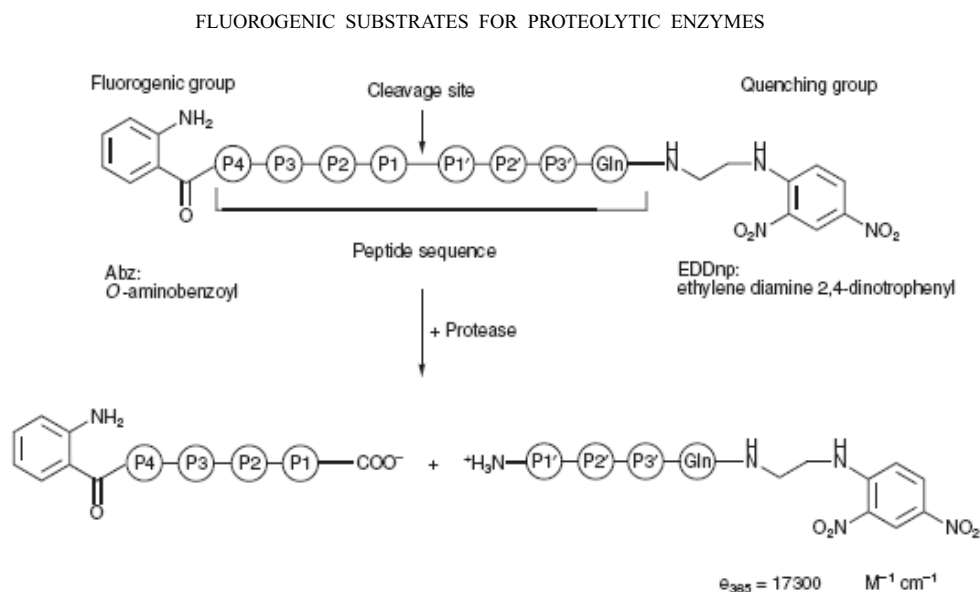 FLUOROGENIC SUBSTRATES FOR PROTEOLYTIC ENZYMES
Fluorogenic group
Cleavage site
Quenching group
NH₂
P4 P3 P2 P1 P1′ P2′ P3′ Gln
H
N
H
N
O
O₂N
NO₂
Peptide sequence
Abz:
O-aminobenzoyl
EDDnp:
ethylene diamine 2,4-dinotrophenyl
+ Protease
NH₂
P4 P3 P2 P1 COO⁻ + ⁺H₃N P1′ P2′ P3′ Gln
H
N
H
N
O
O₂N
NO₂
e₃₆₅ = 17300 M⁻¹ cm⁻¹